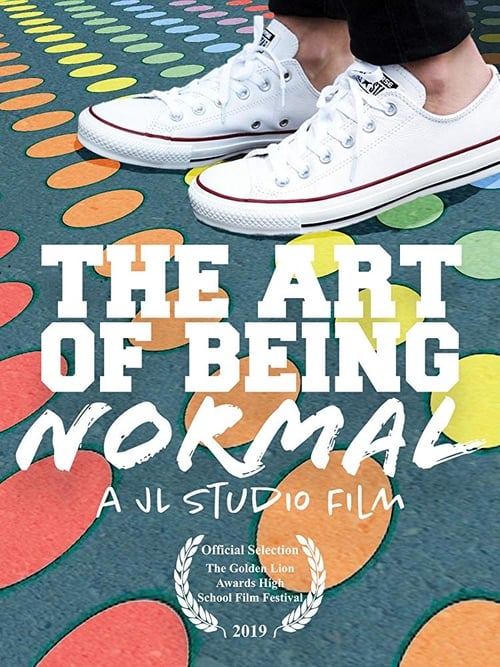 THE ART
OF BEING
NORMAL
A JL STUDIO FILM
Official Selection
The Golden Lion
Awards High
School Film Festival
2019